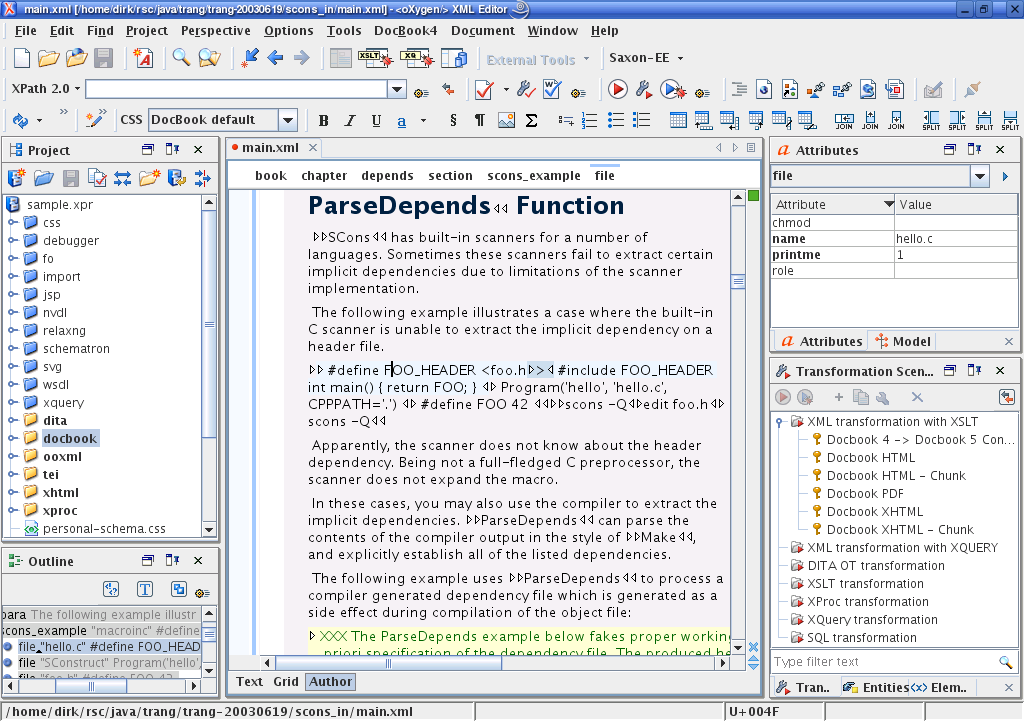 main.xml [/home/dirk/rsc/java/trang/trang-20030619/scons_in/main.xml] - <oXygen/> XML Editor
File Edit Find Project Perspective Options Tools DocBook4 Document Window Help
External Tools Saxon-EE
XPath 2.0
CSS DocBook default B I U a § ¶ Σ JOIN JOIN JOIN SPLIT SPLIT SPLIT SPLIT
Project
sample.xpr
css
debugger
fo
import
jsp
nvdl
relaxng
schematron
svg
wsdl
xquery
dita
docbook
ooxml
tei
xhtml
xproc
personal-schema.css
Outline
para The following example illustr
scons_example "macroinc" #define
file "hello.c" #define FOO_HEAD
file "SConstruct" Program('hello',
file "foo.h" #define FOO 42
main.xml
book chapter depends section scons_example file
ParseDepends Function
SCons has built-in scanners for a number of
languages. Sometimes these scanners fail to extract certain
implicit dependencies due to limitations of the scanner
implementation.
The following example illustrates a case where the built-in
C scanner is unable to extract the implicit dependency on a
header file.
#define FOO_HEADER <foo.h> #include FOO_HEADER
int main() { return FOO; } Program('hello', 'hello.c',
CPPPATH='.') #define FOO 42 scons -Q edit foo.h
scons -Q
Apparently, the scanner does not know about the header
dependency. Being not a full-fledged C preprocessor, the
scanner does not expand the macro.
In these cases, you may also use the compiler to extract the
implicit dependencies. ParseDepends can parse the
contents of the compiler output in the style of Make,
and explicitly establish all of the listed dependencies.
The following example uses ParseDepends to process a
compiler generated dependency file which is generated as a
side effect during compilation of the object file:
XXX The ParseDepends example below fakes proper working
priori specification of the dependency file. The produced he
Text Grid Author
Attributes
file
Attribute Value
chmod
name hello.c
printme 1
role
Attributes Model
Transformation Scen...
XML transformation with XSLT
Docbook 4 -> Docbook 5 Con...
Docbook HTML
Docbook HTML - Chunk
Docbook PDF
Docbook XHTML
Docbook XHTML - Chunk
XML transformation with XQUERY
DITA OT transformation
XSLT transformation
XProc transformation
XQuery transformation
SQL transformation
Type filter text
Tran.. Entities Elem..
/home/dirk/rsc/java/trang/trang-20030619/scons_in/main.xml U+004F